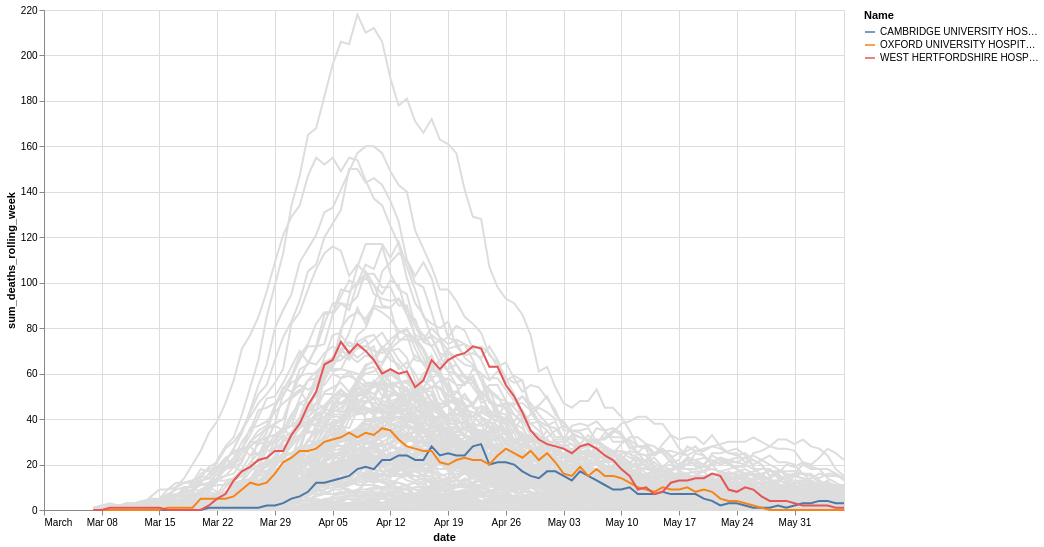 220
200
180
160
140
120
100
80
60
40
20
0
sum_deaths_rolling_week
March Mar 08 Mar 15 Mar 22 Mar 29 Apr 05 Apr 12 Apr 19 Apr 26 May 03 May 10 May 17 May 24 May 31
date
Name
CAMBRIDGE UNIVERSITY HOS…
OXFORD UNIVERSITY HOSPIT…
WEST HERTFORDSHIRE HOSP…